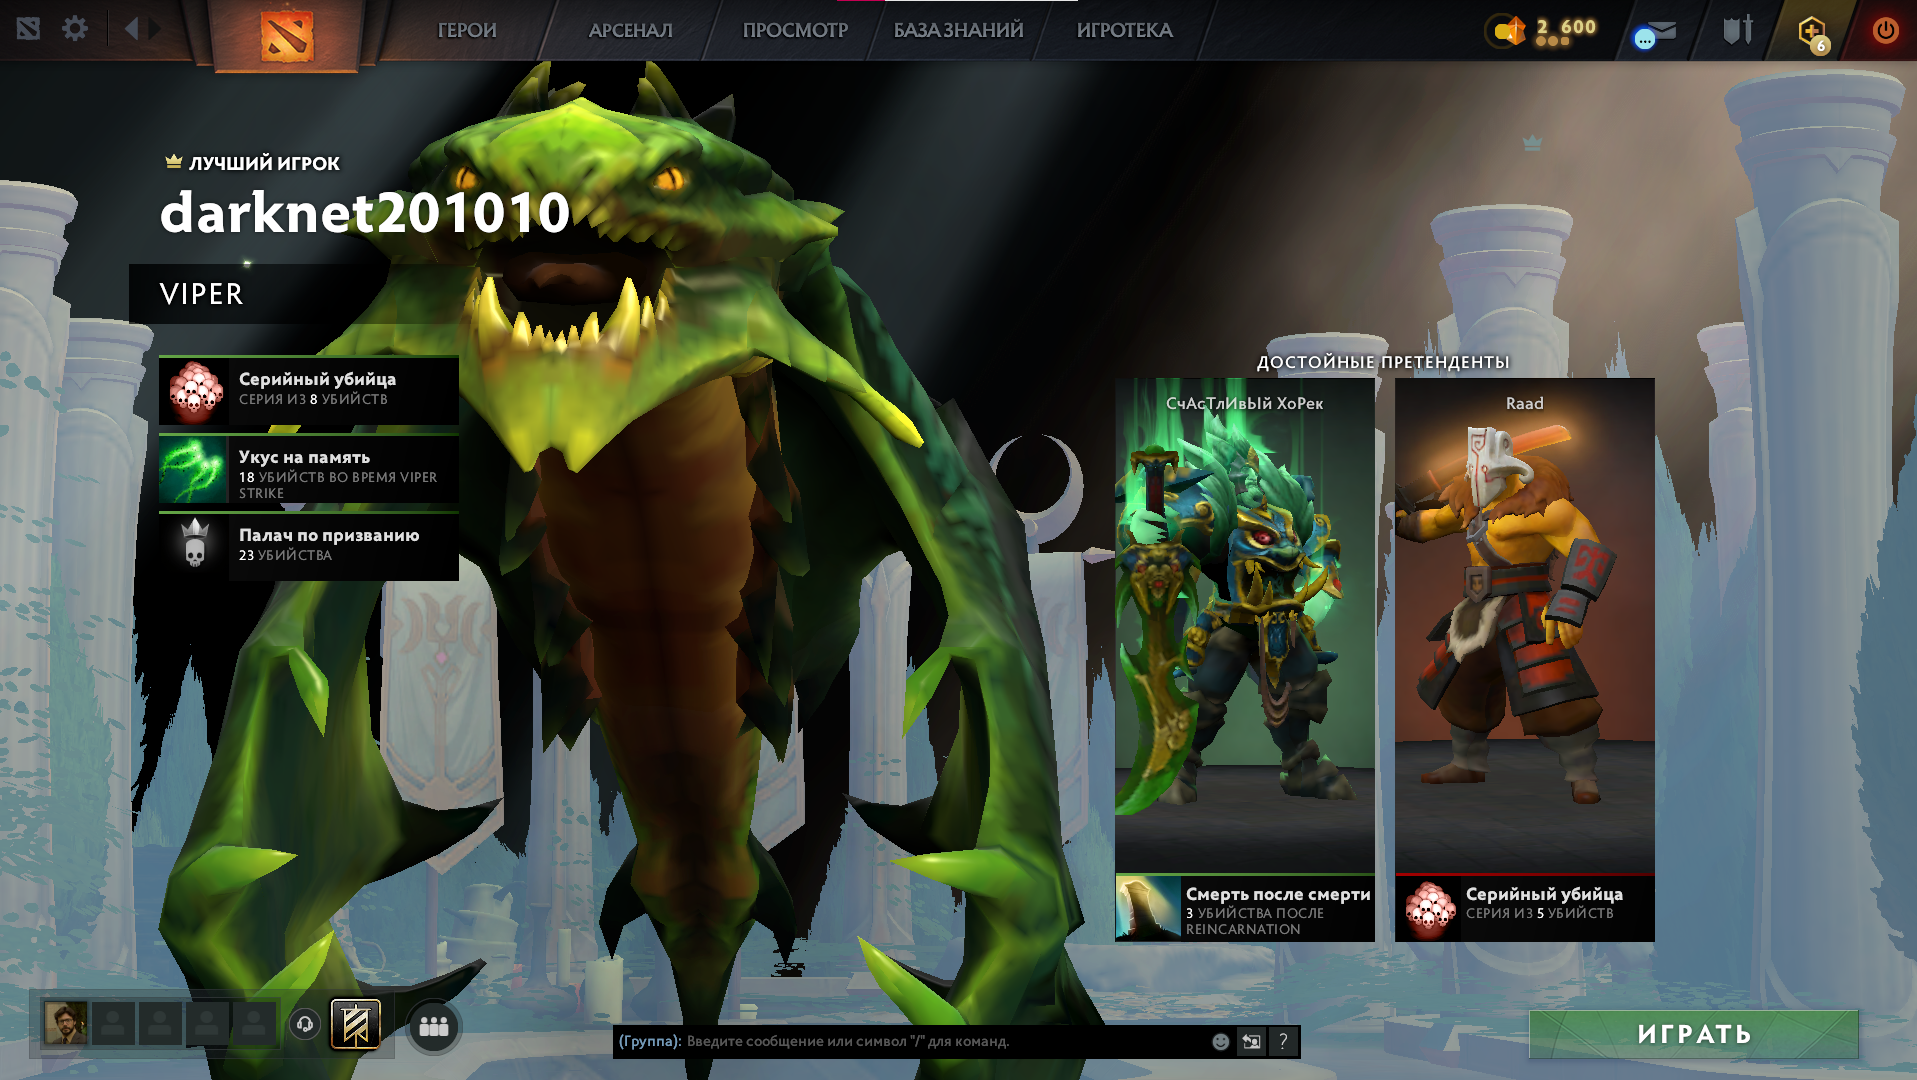 ГЕРОИ
АРСЕНАЛ
ПРОСМОТР
БАЗА ЗНАНИЙ
ИГРОТЕКА
2 600
6
ЛУЧШИЙ ИГРОК
darknet201010
VIPER
Серийный убийца
СЕРИЯ ИЗ 8 УБИЙСТВ
Укус на память
18 УБИЙСТВ ВО ВРЕМЯ VIPER
STRIKE
Палач по призванию
23 УБИЙСТВА
ДОСТОЙНЫЕ ПРЕТЕНДЕНТЫ
СчАсТлИвЫй ХоРек
Смерть после смерти
3 УБИЙСТВА ПОСЛЕ
REINCARNATION
Raad
Серийный убийца
СЕРИЯ ИЗ 5 УБИЙСТВ
(Группа): Введите сообщение или символ "/" для команд.
?
ИГРАТЬ